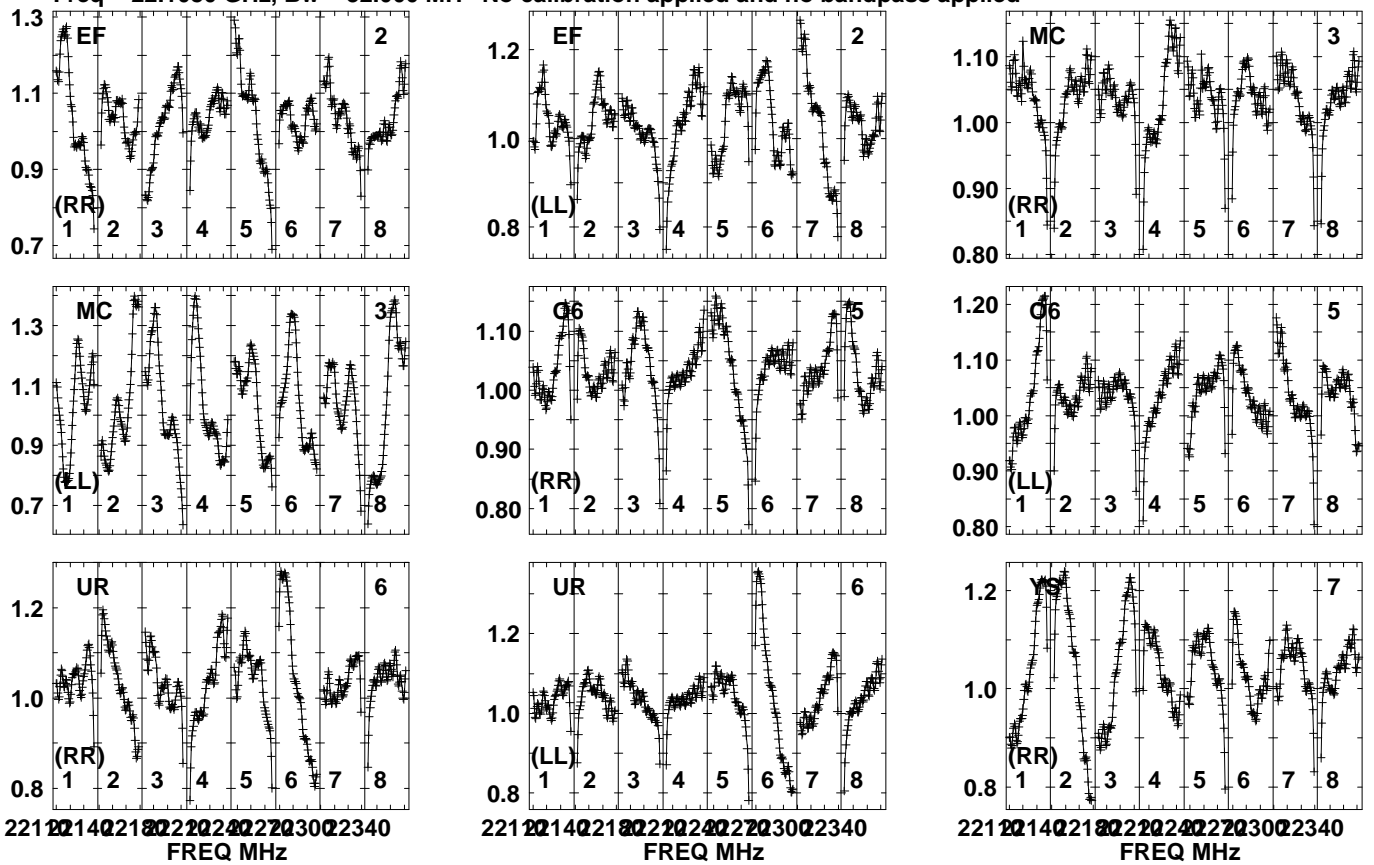 No calibration applied and no bandpass applied
EF 2
1.3
1.1
0.9
0.7
(RR)
1 2 3 4 5 6 7 8
EF 2
1.2
1.0
0.8
(LL)
1 2 3 4 5 6 7 8
MC 3
1.10
1.00
0.90
0.80
(RR)
1 2 3 4 5 6 7 8
MC 3
1.3
1.1
0.9
0.7
(LL)
1 2 3 4 5 6 7 8
O6 5
1.10
1.00
0.90
0.80
(RR)
1 2 3 4 5 6 7 8
O6 5
1.20
1.10
1.00
0.90
0.80
(LL)
1 2 3 4 5 6 7 8
UR 6
1.2
1.0
0.8
(RR)
1 2 3 4 5 6 7 8
UR 6
1.2
1.0
0.8
(LL)
1 2 3 4 5 6 7 8
YS 7
1.2
1.0
0.8
(RR)
1 2 3 4 5 6 7 8
FREQ MHz
FREQ MHz
FREQ MHz